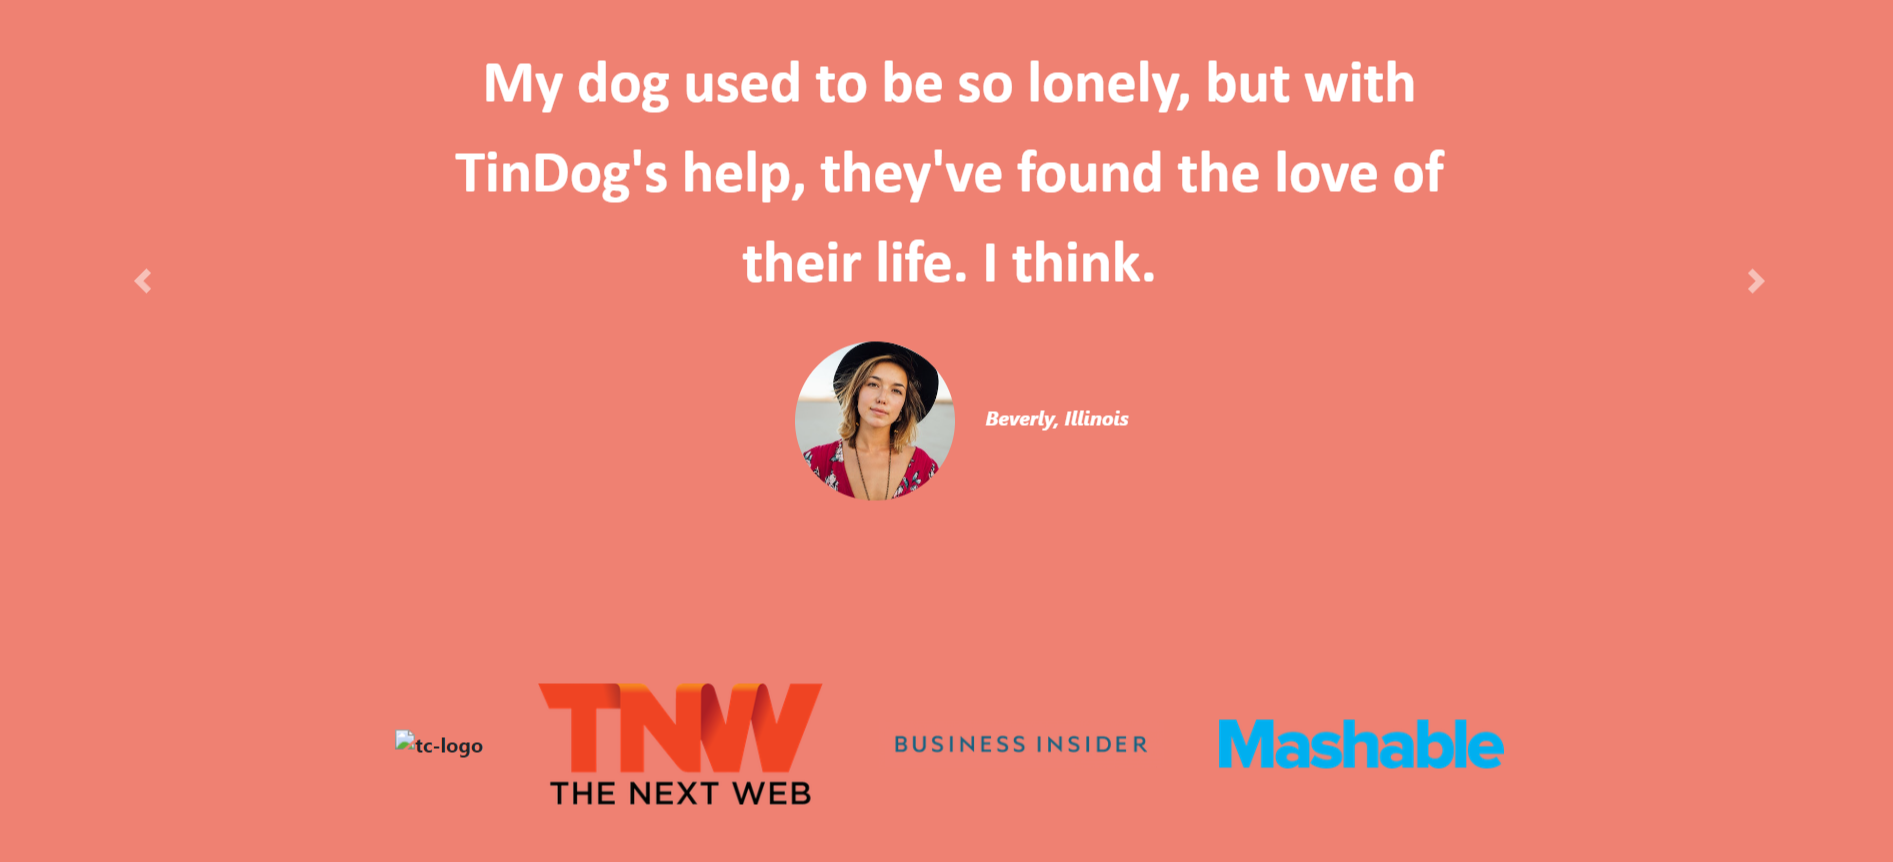 My dog used to be so lonely, but with
TinDog's help, they've found the love of
their life. I think.
Beverly, Illinois
tc-logo
TNW
THE NEXT WEB
BUSINESS INSIDER
Mashable